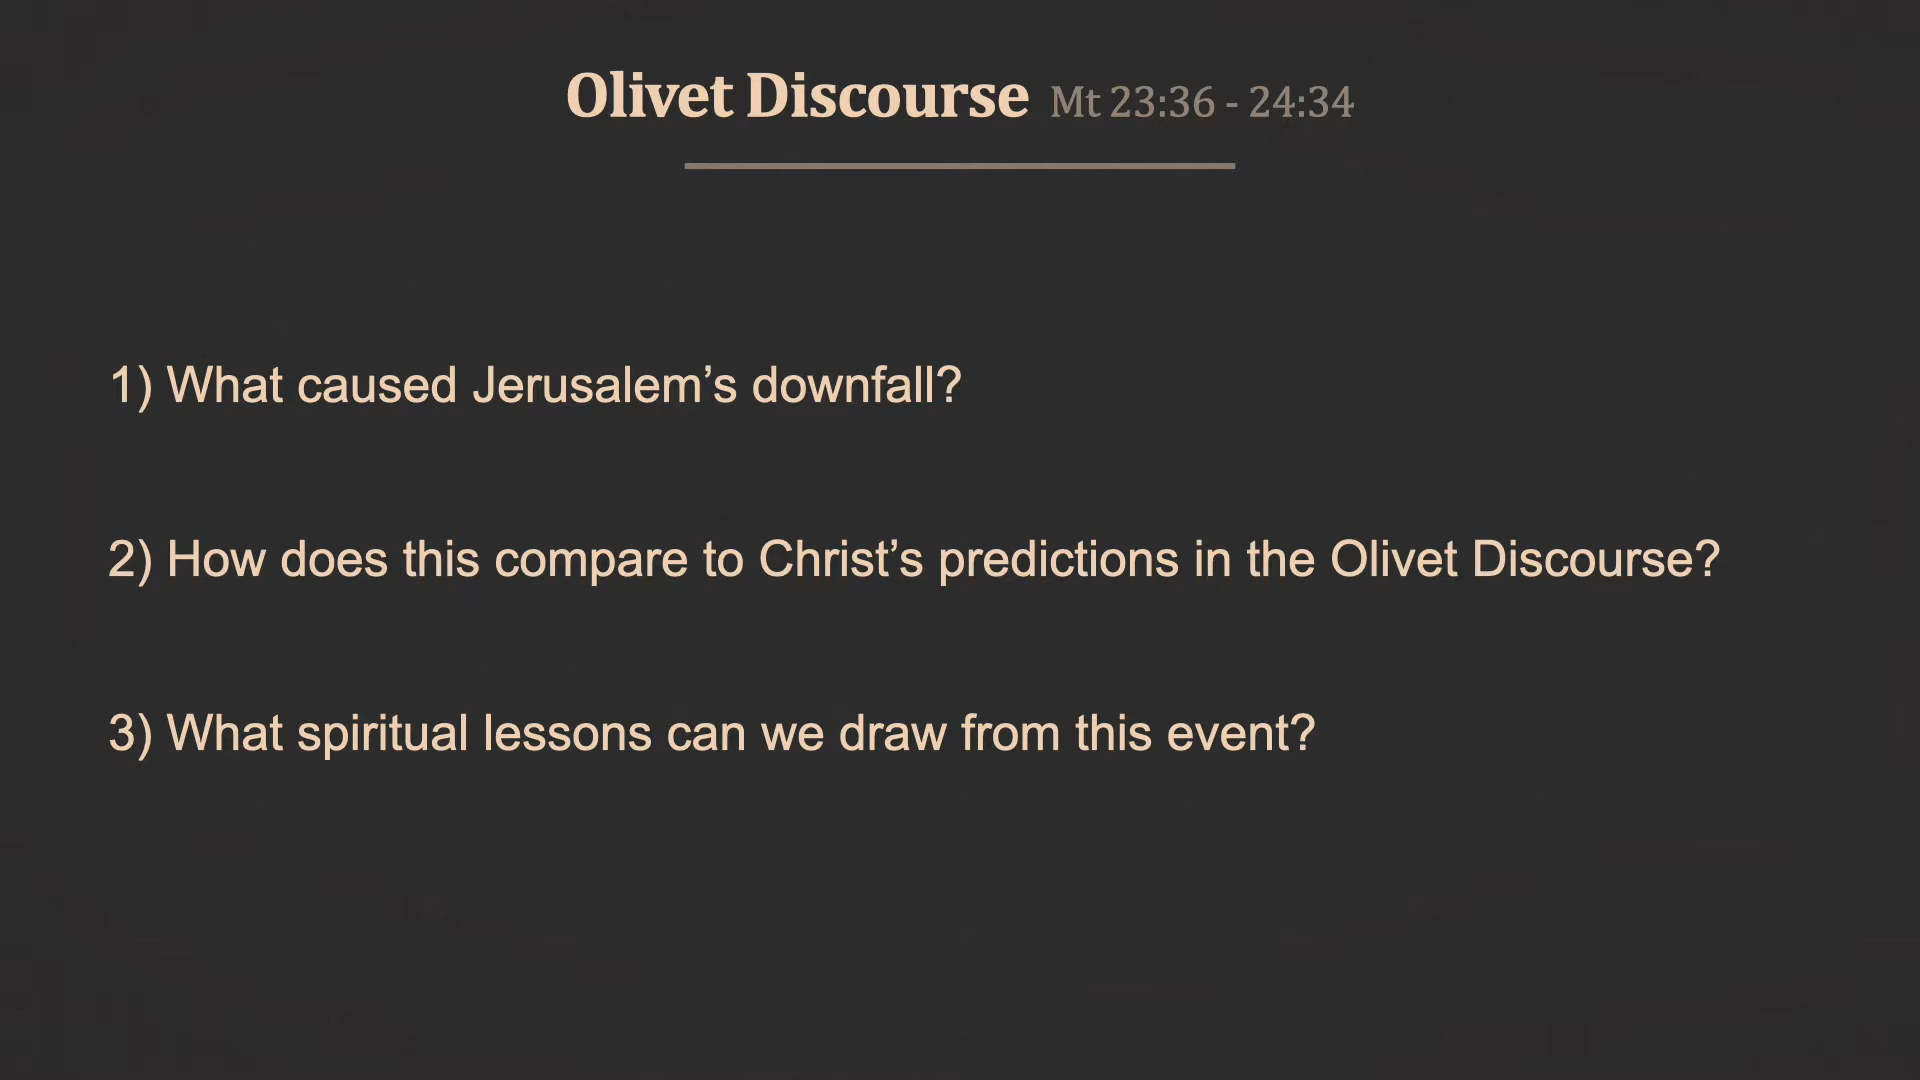 Olivet Discourse Mt 23:36 - 24:34
1) What caused Jerusalem’s downfall?
2) How does this compare to Christ’s predictions in the Olivet Discourse?
3) What spiritual lessons can we draw from this event?